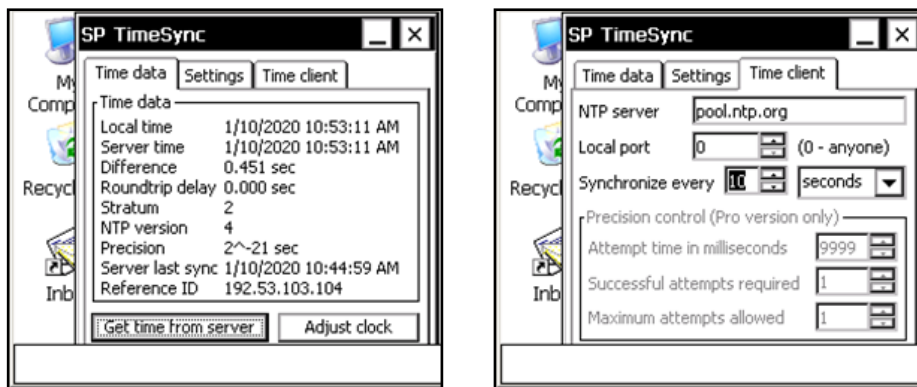 SP TimeSync
My
Comp
Recycl
Inb
Time data Settings Time client
Time data
Local time 1/10/2020 10:53:11 AM
Server time 1/10/2020 10:53:11 AM
Difference 0.451 sec
Roundtrip delay 0.000 sec
Stratum 2
NTP version 4
Precision 2^-21 sec
Server last sync 1/10/2020 10:44:59 AM
Reference ID 192.53.103.104
Get time from server Adjust clock
SP TimeSync
My
Comp
Recycl
Inb
Time data Settings Time client
NTP server pool.ntp.org
Local port 0 (0 - anyone)
Synchronize every 10 seconds
Precision control (Pro version only)
Attempt time in milliseconds 9999
Successful attempts required 1
Maximum attempts allowed 1